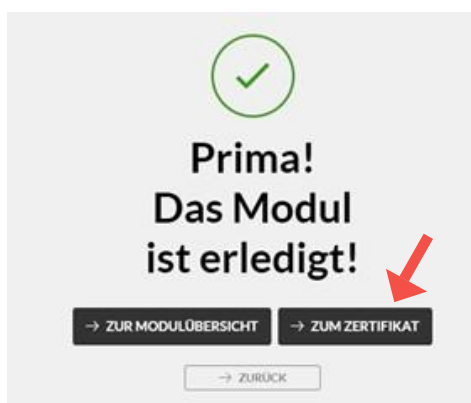 Prima!
Das Modul
ist erledigt!
→ ZUR MODULÜBERSICHT → ZUM ZERTIFIKAT
→ ZURÜCK